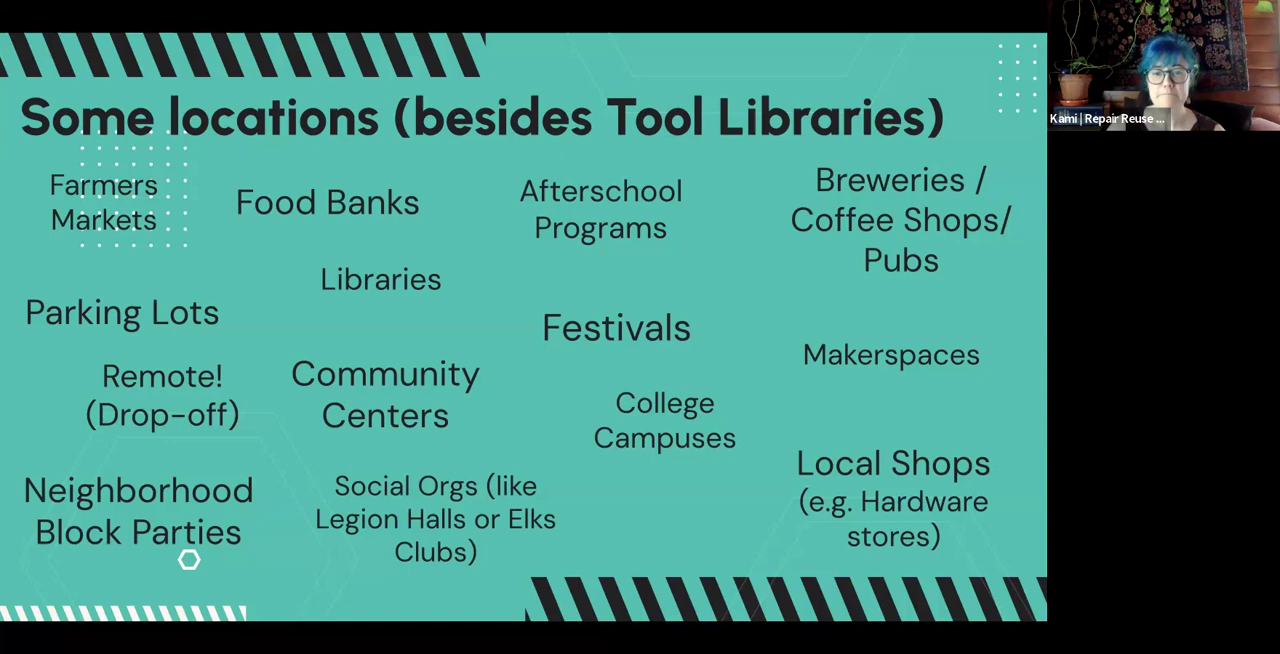 Some locations (besides Tool Libraries)
Farmers
Markets
Food Banks
Afterschool
Programs
Breweries /
Coffee Shops/
Pubs
Libraries
Parking Lots
Festivals
Makerspaces
Remote!
(Drop-off)
Community
Centers
College
Campuses
Local Shops
(e.g. Hardware
stores)
Neighborhood
Block Parties
Social Orgs (like
Legion Halls or Elks
Clubs)
Kami | Repair Reuse ...